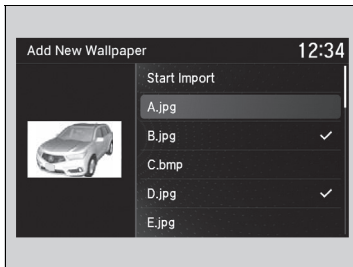 Add New Wallpaper 12:34
Start Import
A.jpg
B.jpg
C.bmp
D.jpg
E.jpg